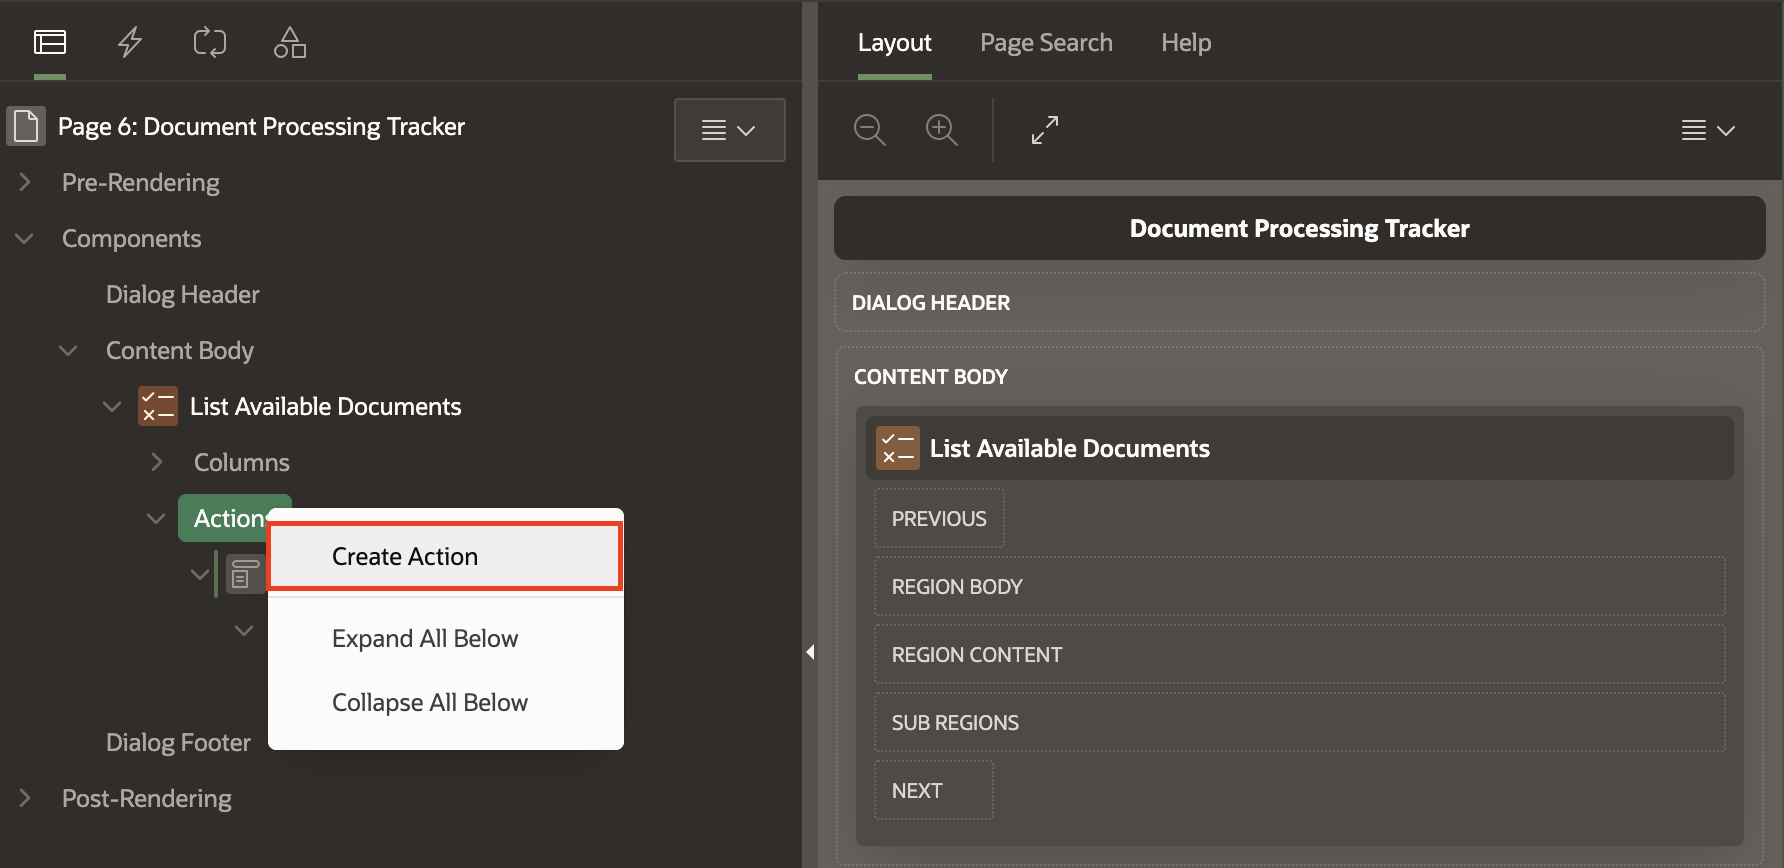 Page 6: Document Processing Tracker
Pre-Rendering
Components
Dialog Header
Content Body
List Available Documents
Columns
Action
Create Action
Expand All Below
Collapse All Below
Dialog Footer
Post-Rendering
Layout Page Search Help
Document Processing Tracker
DIALOG HEADER
CONTENT BODY
List Available Documents
PREVIOUS
REGION BODY
REGION CONTENT
SUB REGIONS
NEXT